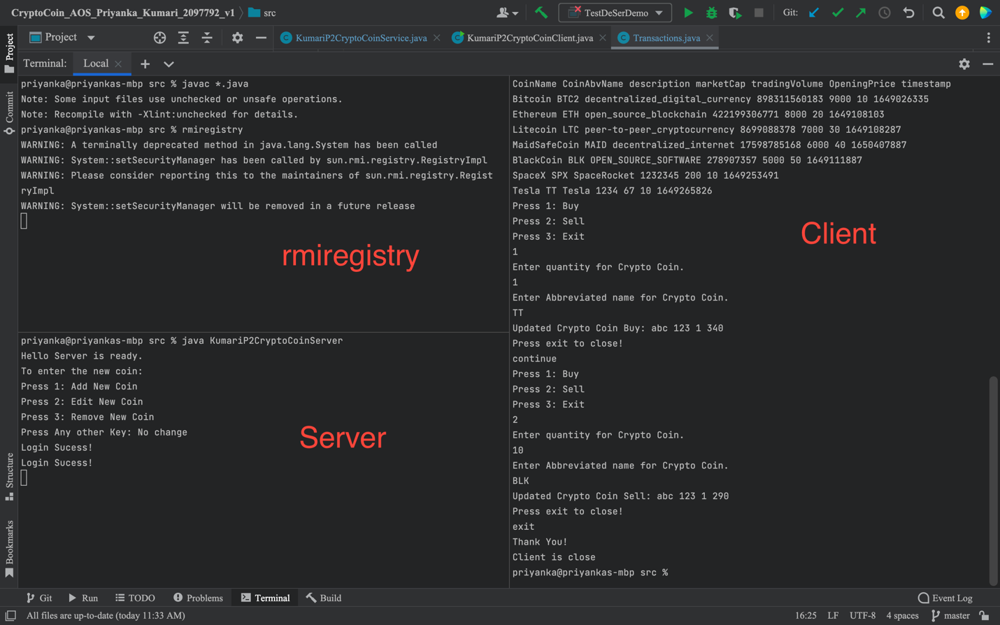 CryptoCoin_AOS_Priyanka_Kumari_2097792_v1 src
TestDeSerDemo
Git:
Project
KumariP2CryptoCoinService.java
KumariP2CryptoCoinClient.java
Transactions.java
Terminal: Local
Project
Commit
Structure
Bookmarks
priyanka@priyankas-mbp src % javac *.java
Note: Some input files use unchecked or unsafe operations.
Note: Recompile with -Xlint:unchecked for details.
priyanka@priyankas-mbp src % rmiregistry
WARNING: A terminally deprecated method in java.lang.System has been called
WARNING: System::setSecurityManager has been called by sun.rmi.registry.RegistryImpl
WARNING: Please consider reporting this to the maintainers of sun.rmi.registry.Regist
ryImpl
WARNING: System::setSecurityManager will be removed in a future release
rmiregistry
priyanka@priyankas-mbp src % java KumariP2CryptoCoinServer
Hello Server is ready.
To enter the new coin:
Press 1: Add New Coin
Press 2: Edit New Coin
Press 3: Remove New Coin
Press Any other Key: No change
Login Sucess!
Login Sucess!
Server
CoinName CoinAbvName description marketCap tradingVolume OpeningPrice timestamp
Bitcoin BTC2 decentralized_digital_currency 898311560183 9000 10 1649026335
Ethereum ETH open_source_blockchain 422199306771 8000 20 1649108103
Litecoin LTC peer-to-peer_cryptocurrency 8699088378 7000 30 1649108287
MaidSafeCoin MAID decentralized_internet 17598785168 6000 40 1650407887
BlackCoin BLK OPEN_SOURCE_SOFTWARE 278907357 5000 50 1649111887
SpaceX SPX SpaceRocket 1232345 200 10 1649253491
Tesla TT Tesla 1234 67 10 1649265826
Press 1: Buy
Press 2: Sell
Press 3: Exit
1
Enter quantity for Crypto Coin.
1
Enter Abbreviated name for Crypto Coin.
TT
Updated Crypto Coin Buy: abc 123 1 340
Press exit to close!
continue
Press 1: Buy
Press 2: Sell
Press 3: Exit
2
Enter quantity for Crypto Coin.
10
Enter Abbreviated name for Crypto Coin.
BLK
Updated Crypto Coin Sell: abc 123 1 290
Press exit to close!
exit
Thank You!
Client is close
priyanka@priyankas-mbp src %
Client
Git Run TODO Problems Terminal Build Event Log
All files are up-to-date (today 11:33 AM) 16:25 LF UTF-8 4 spaces master